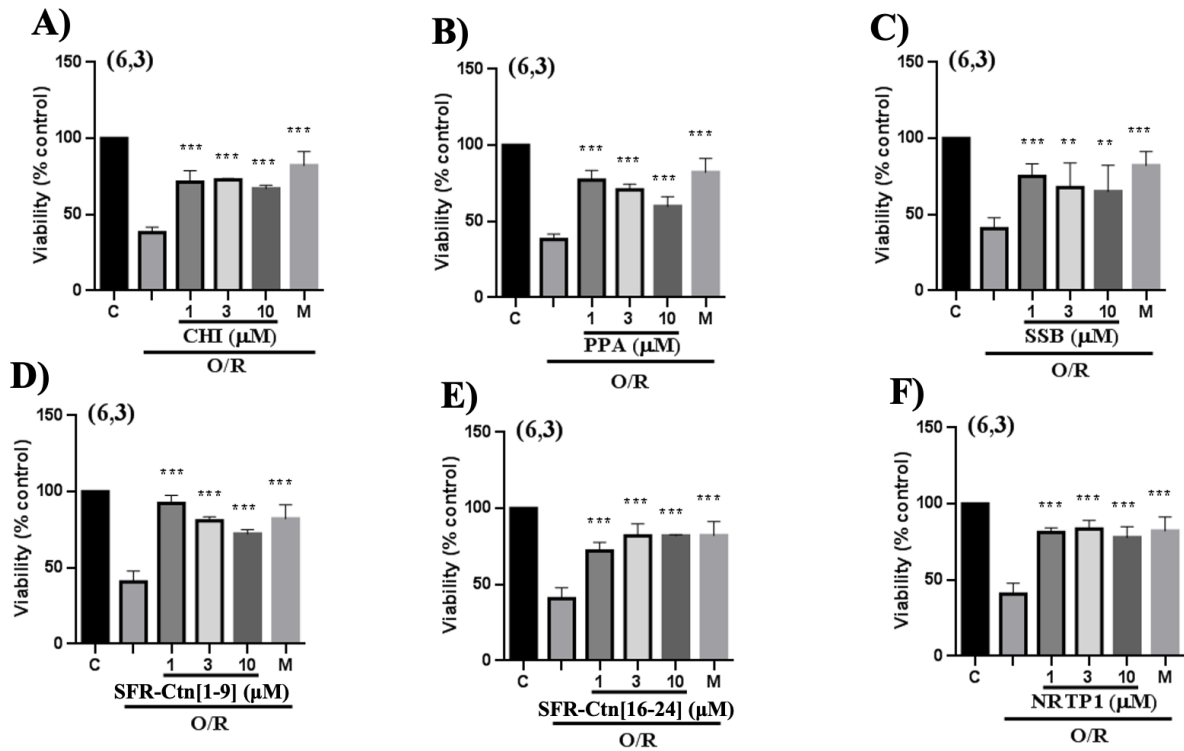 A)
(6,3)
Viability (% control)
150
100
50
0
***
***
***
***
C
1
3
10
M
CHI (μM)
O/R
B)
(6,3)
Viability (% control)
150
100
50
0
***
***
***
***
C
1
3
10
M
PPA (μM)
O/R
C)
(6,3)
Viability (% control)
150
100
50
0
***
**
**
***
C
1
3
10
M
SSB (μM)
O/R
D)
(6,3)
Viability (% control)
150
100
50
0
***
***
***
***
C
1
3
10
M
SFR-Ctn[1-9] (μM)
O/R
E)
(6,3)
Viability (% control)
150
100
50
0
***
***
***
***
C
1
3
10
M
SFR-Ctn[16-24] (μM)
O/R
F)
(6,3)
Viability (% control)
150
100
50
0
***
***
***
***
C
1
3
10
M
NRTP1 (μM)
O/R